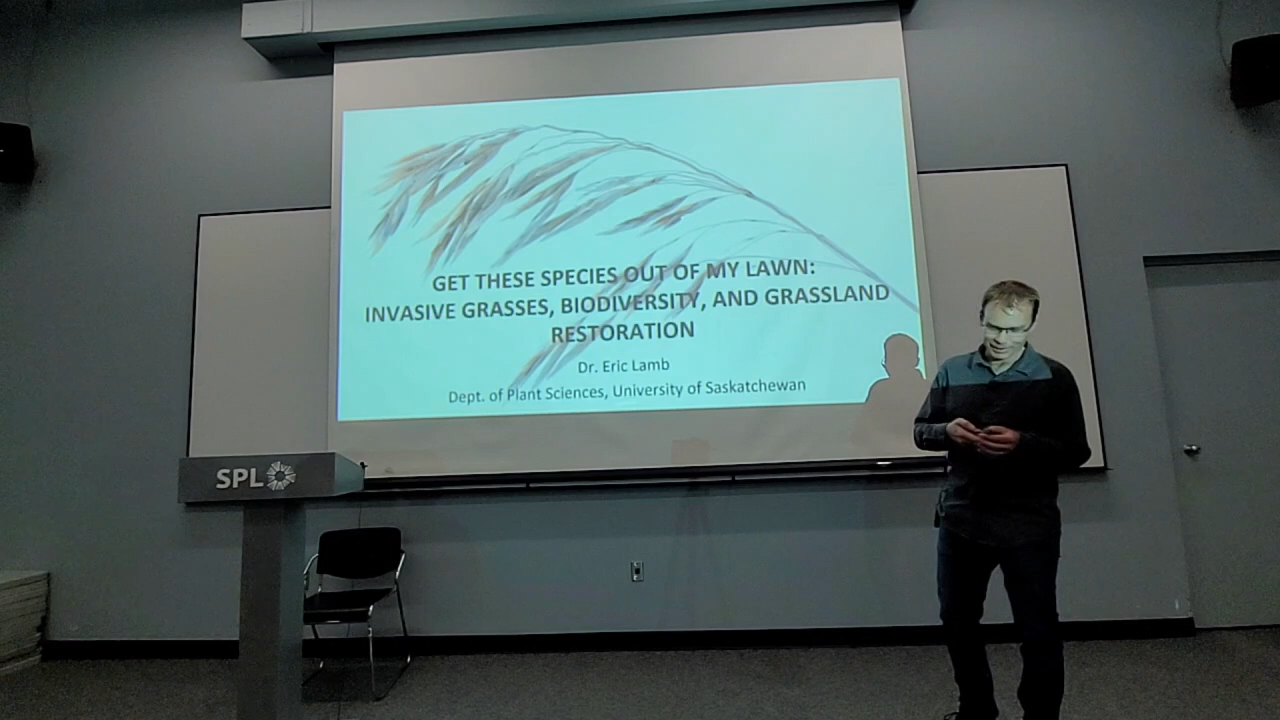 GET THESE SPECIES OUT OF MY LAWN:
INVASIVE GRASSES, BIODIVERSITY, AND GRASSLAND
RESTORATION
Dr. Eric Lamb
Dept. of Plant Sciences, University of Saskatchewan
SPL